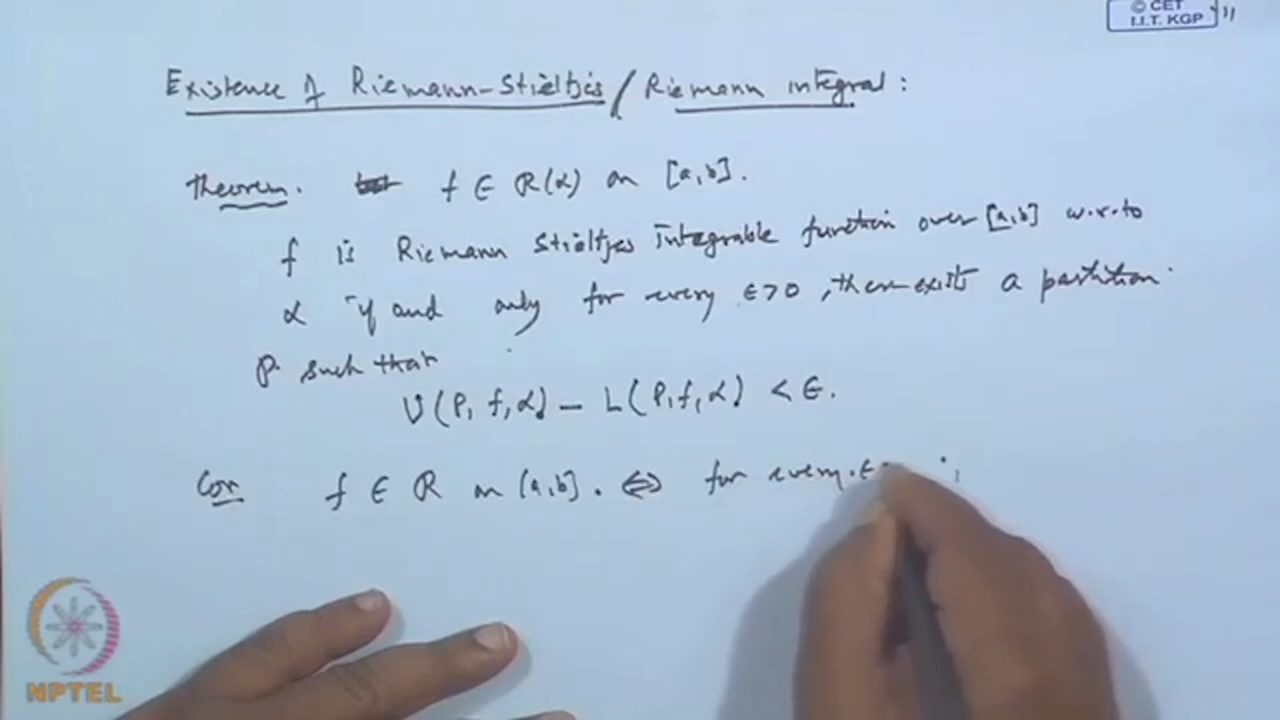 © CET
I.I.T. KGP
Existence of Riemann-Stieltjes / Riemann integral :
Theorem. f ∈ R(α) on [a,b].
f is Riemann Stieltjes Integrable function over [a,b] w.r.to
α if and only for every ε>0, there exists a partition
P such that
U(P, f, α) – L(P, f, α) < ε.
Cor f ∈ R on [a,b]. ⇔ for every ε
NPTEL